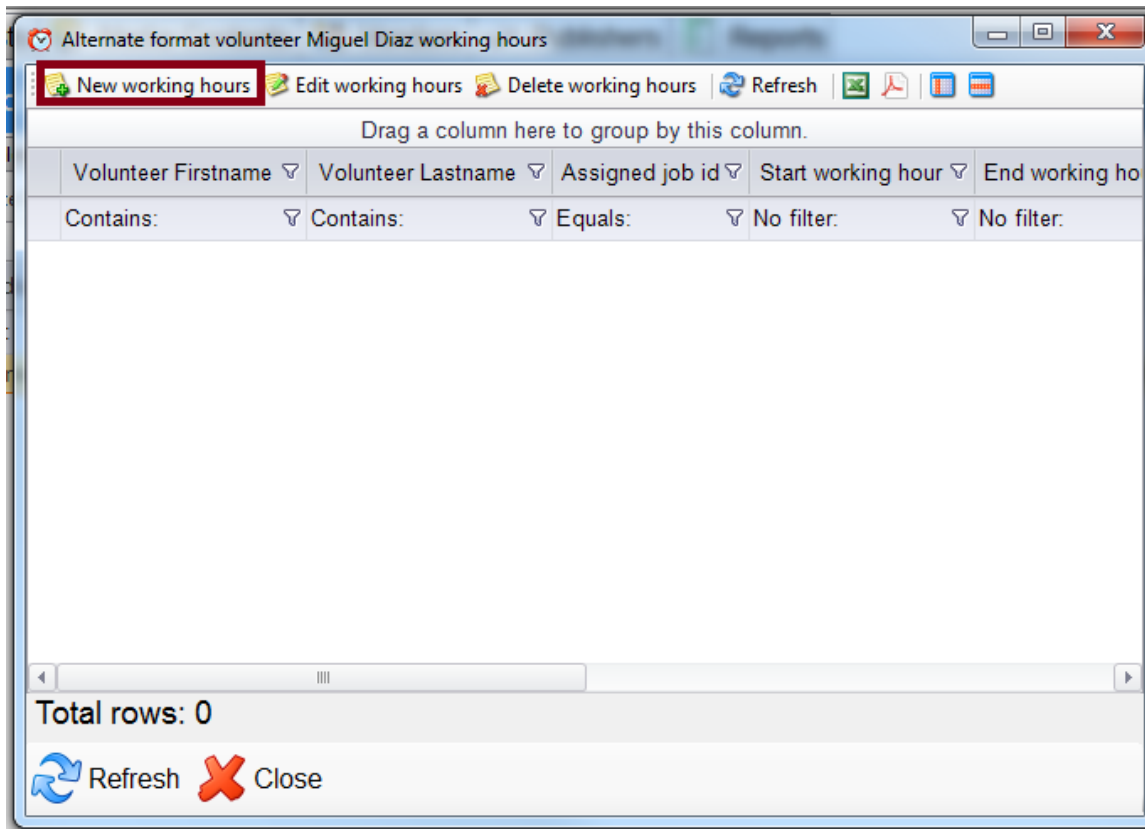 Alternate format volunteer Miguel Diaz working hours
New working hours Edit working hours Delete working hours Refresh
Drag a column here to group by this column.
Volunteer Firstname Volunteer Lastname Assigned job id Start working hour End working ho
Contains: Contains: Equals: No filter: No filter:
Total rows: 0
Refresh Close